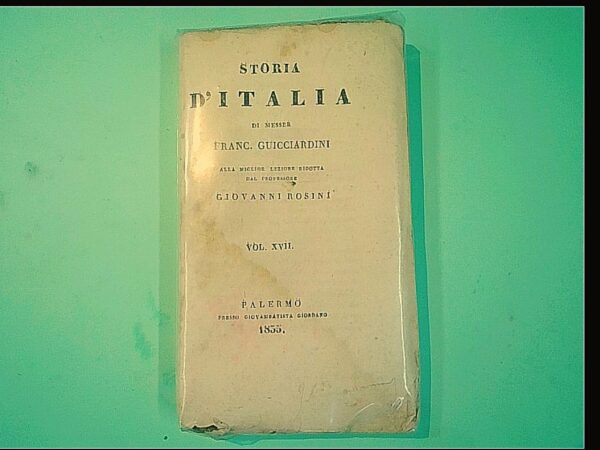 STORIA
D'ITALIA
DI MESSER
FRANC. GUICCIARDINI
ALLA MIGLIOR LEZIONE RIDOTTA
DAL PROFESSORE
GIOVANNI ROSINI
VOL. XVII.
PALERMO
PRESSO GIOVAMBATISTA GIORDANO
1835.